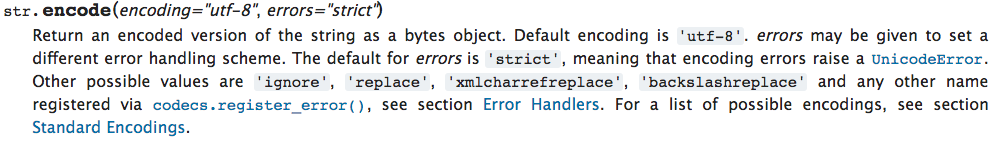 str.encode(encoding="utf-8", errors="strict")
Return an encoded version of the string as a bytes object. Default encoding is 'utf-8'. errors may be given to set a
different error handling scheme. The default for errors is 'strict', meaning that encoding errors raise a UnicodeError.
Other possible values are 'ignore', 'replace', 'xmlcharrefreplace', 'backslashreplace' and any other name
registered via codecs.register_error(), see section Error Handlers. For a list of possible encodings, see section
Standard Encodings.